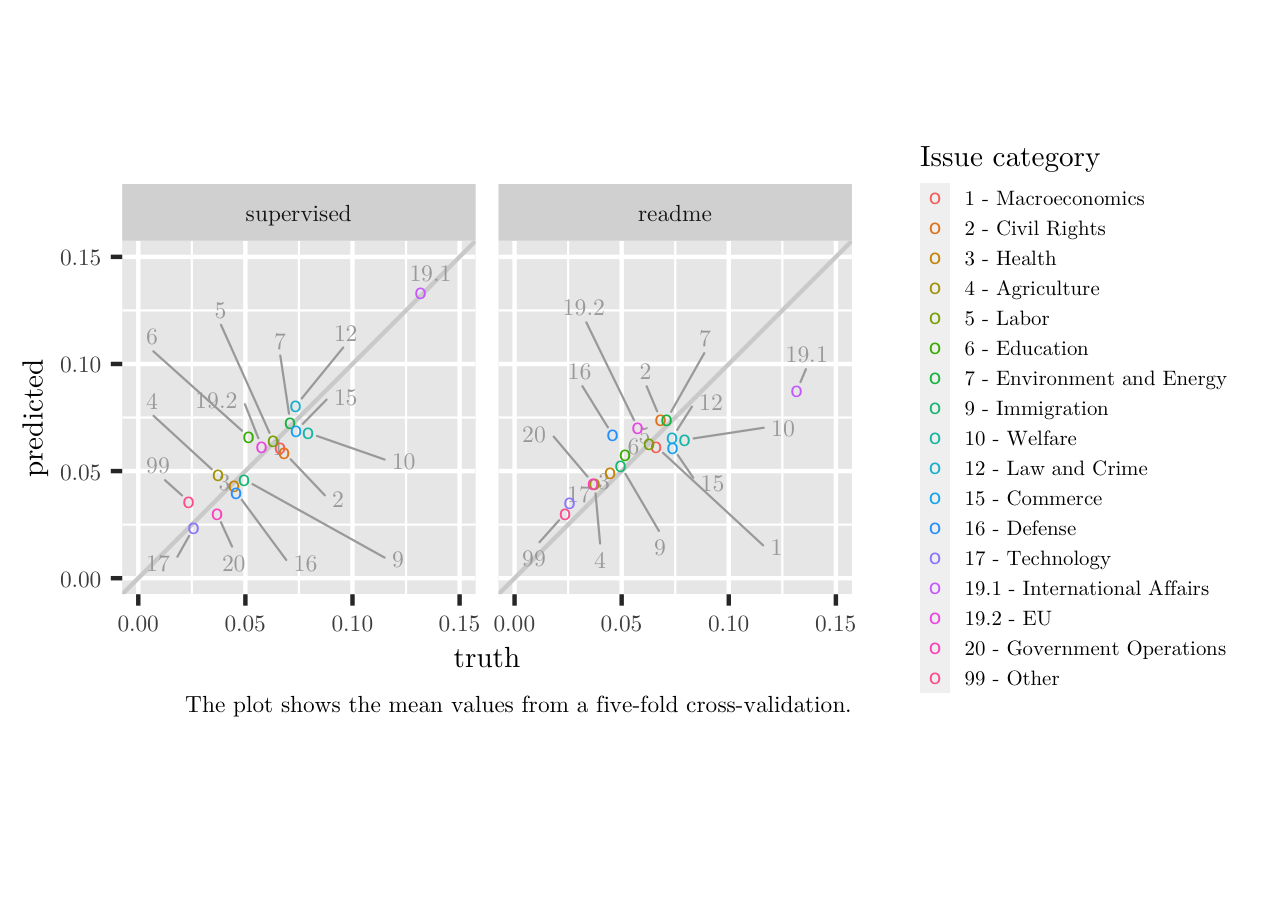 Issue category
supervised
readme
predicted
0.15
0.10
0.05
0.00
19.1
5
6
7
12
19.2
15
4
99
3
10
2
17
20
16
9
19.2
7
19.1
16
2
12
20
5
6
10
3
15
17
99
4
9
1
0.00
0.05
0.10
0.15
0.00
0.05
0.10
0.15
truth
The plot shows the mean values from a five-fold cross-validation.
1 - Macroeconomics
2 - Civil Rights
3 - Health
4 - Agriculture
5 - Labor
6 - Education
7 - Environment and Energy
9 - Immigration
10 - Welfare
12 - Law and Crime
15 - Commerce
16 - Defense
17 - Technology
19.1 - International Affairs
19.2 - EU
20 - Government Operations
99 - Other